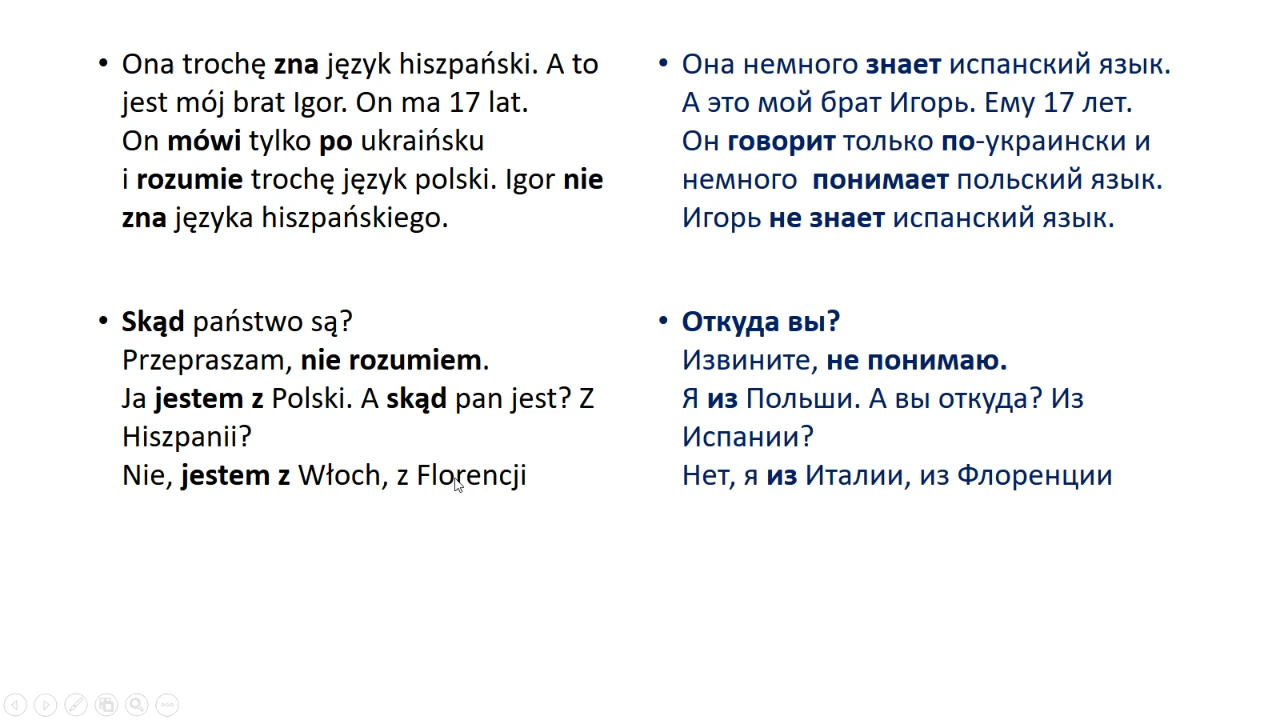 • Ona trochę zna język hiszpański. A to
jest mój brat Igor. On ma 17 lat.
On mówi tylko po ukraińsku
i rozumie trochę język polski. Igor nie
zna języka hiszpańskiego.
• Skąd państwo są?
Przepraszam, nie rozumiem.
Ja jestem z Polski. A skąd pan jest? Z
Hiszpanii?
Nie, jestem z Włoch, z Florencji
• Она немного знает испанский язык.
А это мой брат Игорь. Ему 17 лет.
Он говорит только по-украински и
немного понимает польский язык.
Игорь не знает испанский язык.
• Откуда вы?
Извините, не понимаю.
Я из Польши. А вы откуда? Из
Испании?
Нет, я из Италии, из Флоренции